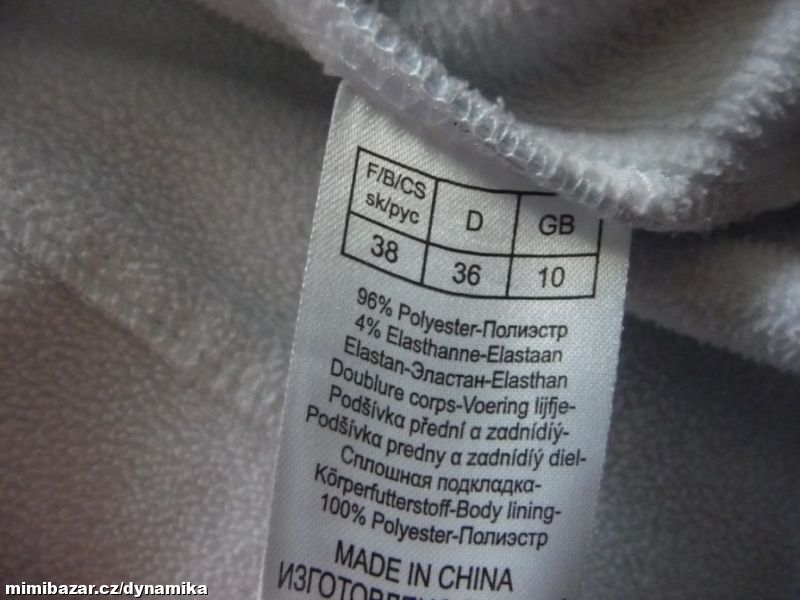 F/B/CS D GB
sk/рус
38 36 10
96% Polyester-Полиэстр
4% Elasthanne-Elastaan
Elastan-Эластан-Elasthan
Doublure corps-Voering lijfje-
Podšívka přední a zadnídíý-
Podšívka predny a zadnídíý diel-
Сплошная подкладка-
Körperfutterstoff-Body lining-
100% Polyester-Полиэстр
MADE IN CHINA
mimibazar.cz/dynamika